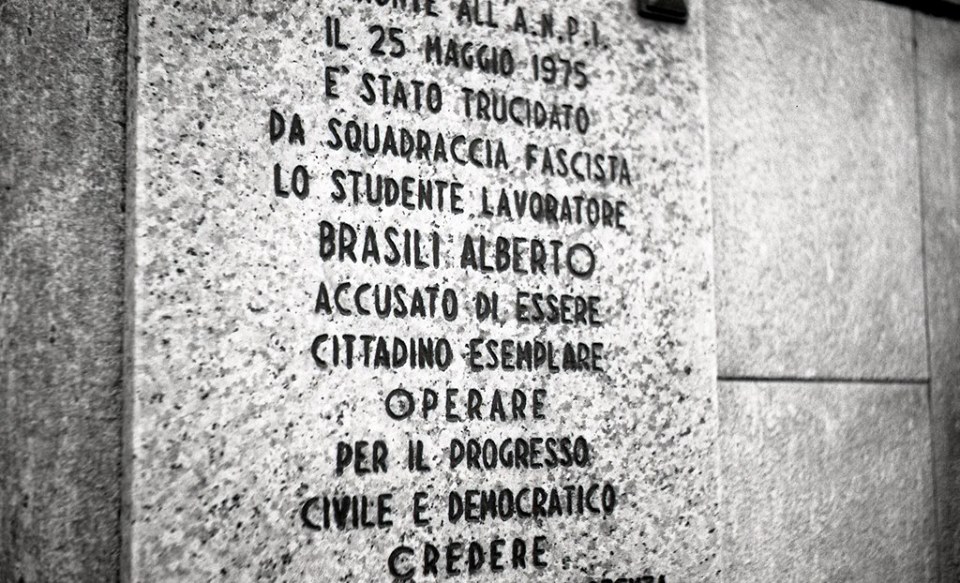 ALL'A.N.P.I.
IL 25 MAGGIO 1975
E' STATO TRUCIDATO
DA SQUADRACCIA FASCISTA
LO STUDENTE LAVORATORE
BRASILI ALBERTO
ACCUSATO DI ESSERE
CITTADINO ESEMPLARE
OPERARE
PER IL PROGRESSO
CIVILE E DEMOCRATICO
CREDERE